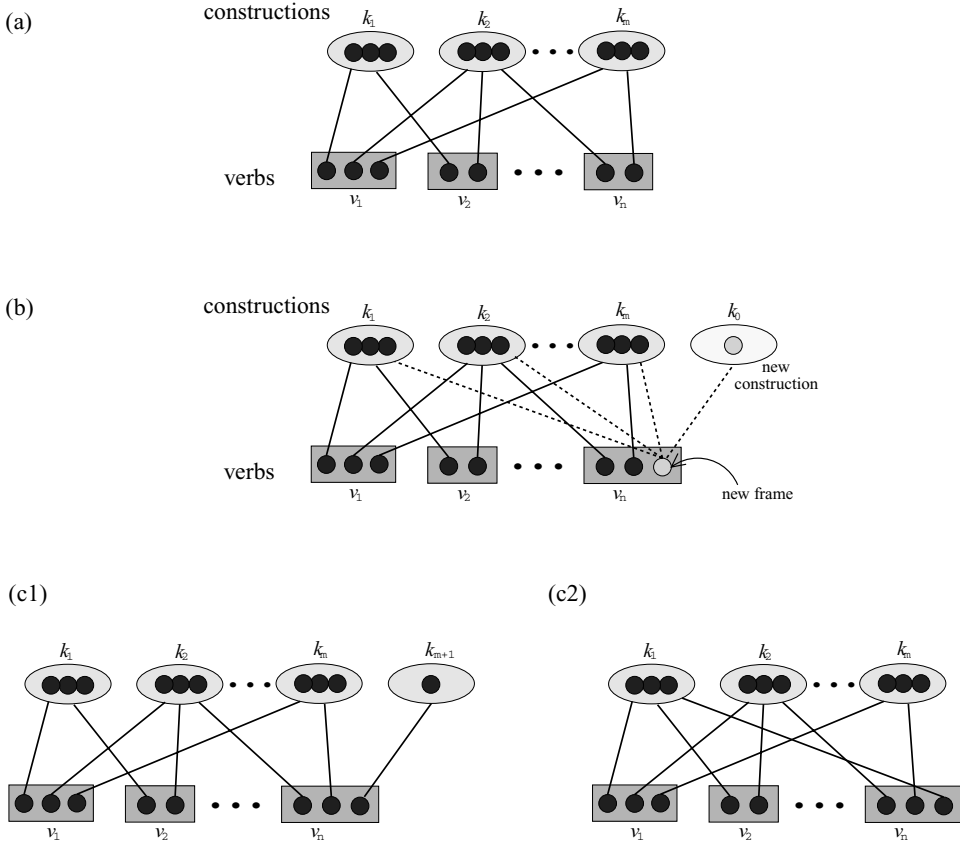 (a)
constructions
k₁ k₂ kₘ
verbs
v₁ v₂ vₙ
(b)
constructions
k₁ k₂ kₘ k₀
new
construction
verbs
v₁ v₂ vₙ
new frame
(c1) (c2)
k₁ k₂ kₘ kₘ₊₁ k₁ k₂ kₘ
v₁ v₂ vₙ v₁ v₂ vₙ